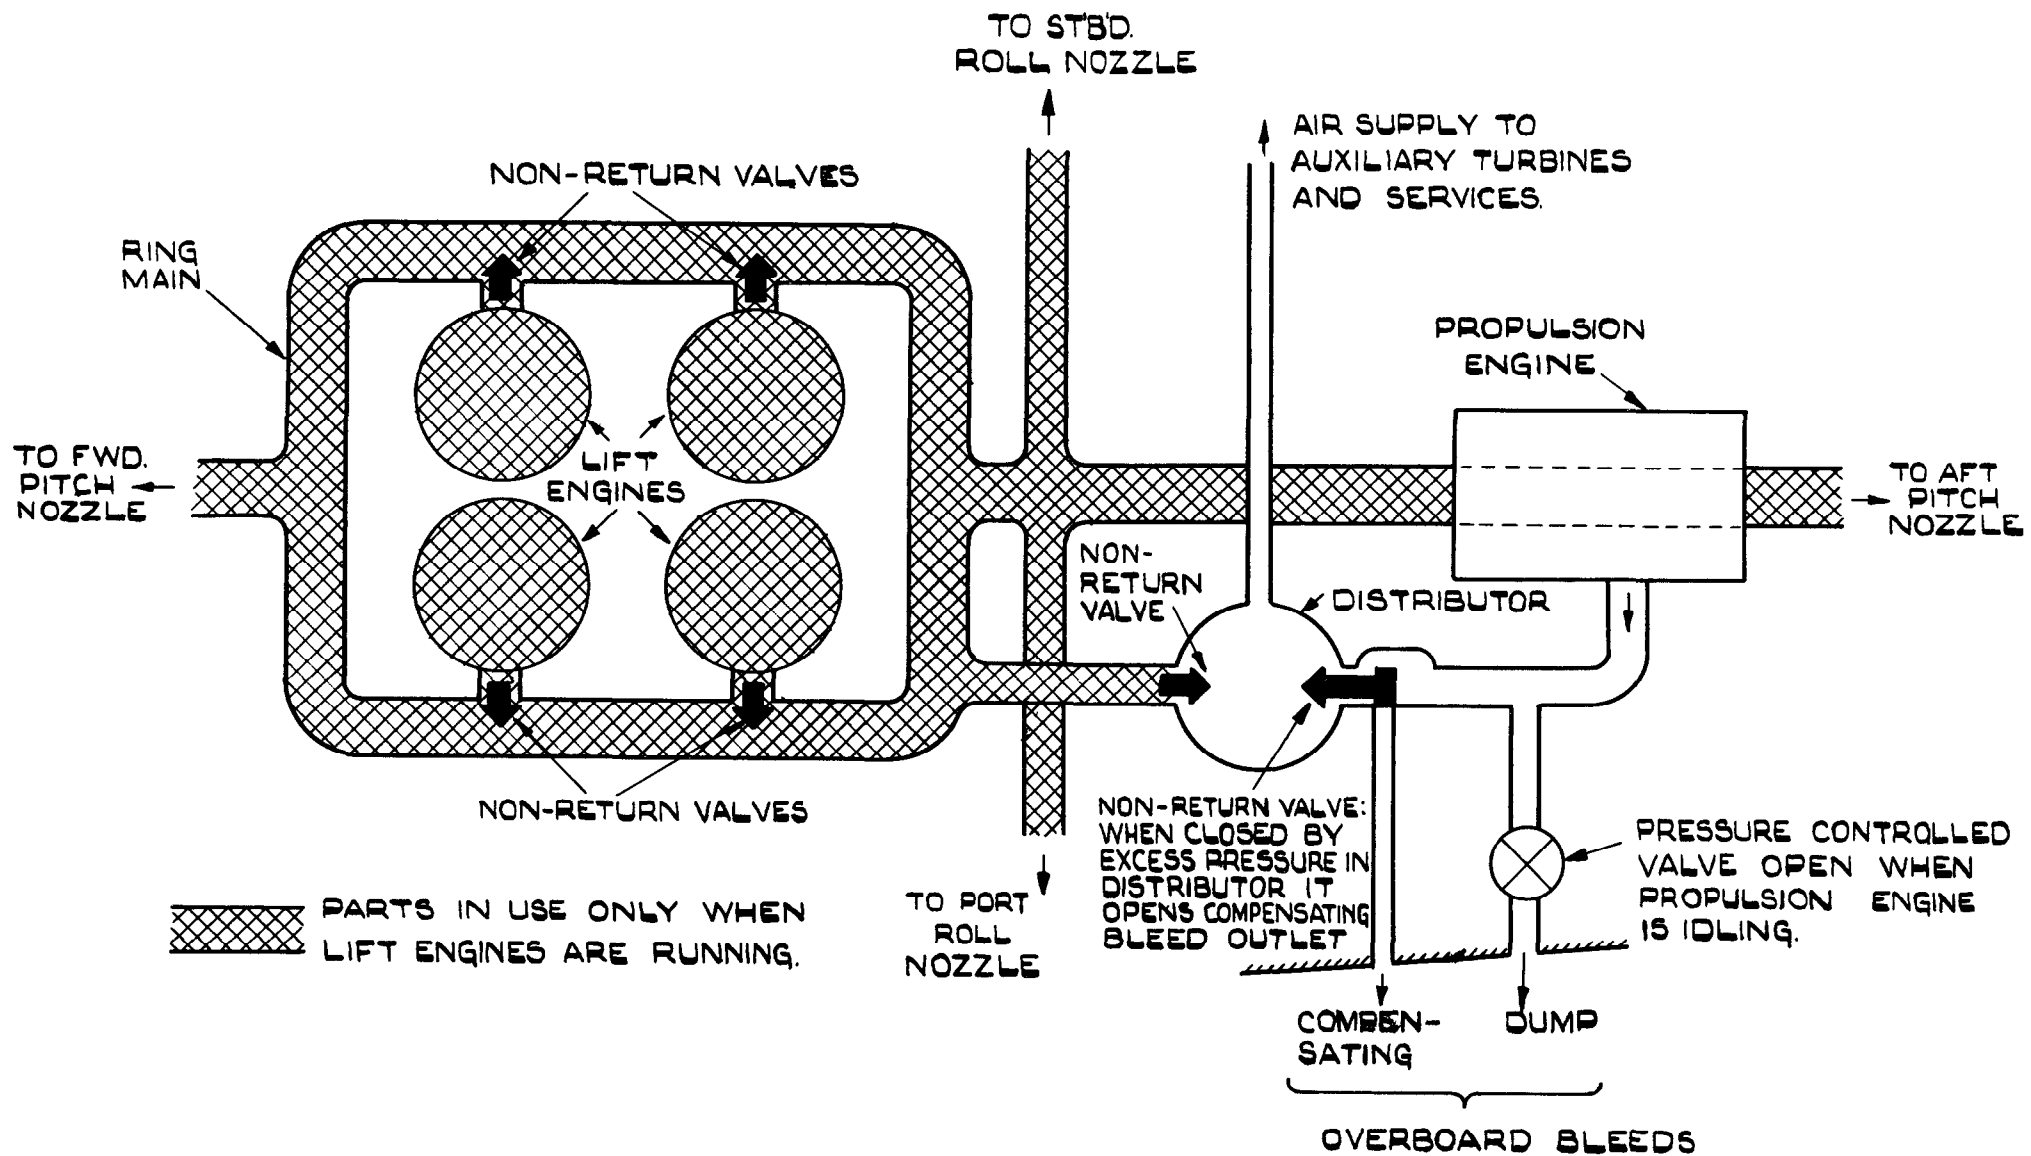 TO ST'B'D.
ROLL NOZZLE
AIR SUPPLY TO
AUXILIARY TURBINES
AND SERVICES.
NON-RETURN VALVES
RING
MAIN
PROPULSION
ENGINE
TO FWD.
PITCH
NOZZLE
LIFT
ENGINES
TO AFT
PITCH
NOZZLE
NON-
RETURN
VALVE
DISTRIBUTOR
NON-RETURN VALVES
NON-RETURN VALVE:
WHEN CLOSED BY
EXCESS PRESSURE IN
DISTRIBUTOR IT
OPENS COMPENSATING
BLEED OUTLET
PRESSURE CONTROLLED
VALVE OPEN WHEN
PROPULSION ENGINE
IS IDLING.
TO PORT
ROLL
NOZZLE
PARTS IN USE ONLY WHEN
LIFT ENGINES ARE RUNNING.
COMPEN-
SATING
DUMP
OVERBOARD BLEEDS